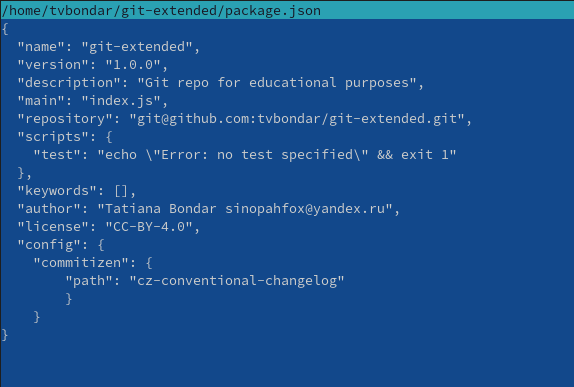 /home/tvbondar/git-extended/package.json
{
  "name": "git-extended",
  "version": "1.0.0",
  "description": "Git repo for educational purposes",
  "main": "index.js",
  "repository": "git@github.com:tvbondar/git-extended.git",
  "scripts": {
    "test": "echo \"Error: no test specified\" && exit 1"
  },
  "keywords": [],
  "author": "Tatiana Bondar sinopahfox@yandex.ru",
  "license": "CC-BY-4.0",
  "config": {
    "commitizen": {
        "path": "cz-conventional-changelog"
        }
    }
}